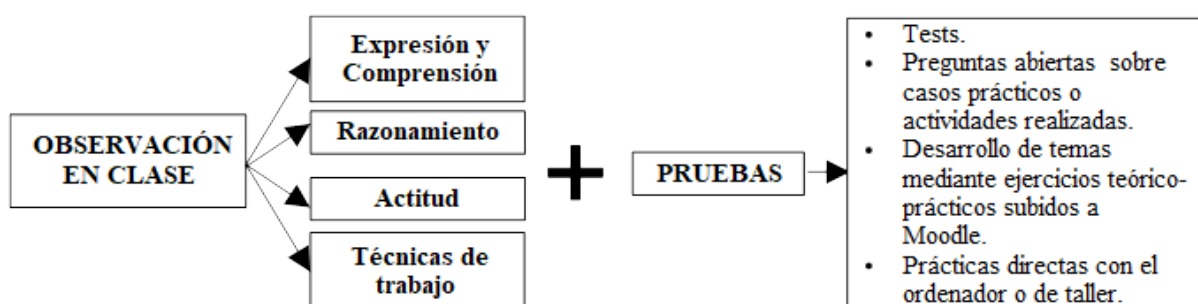 OBSERVACIÓN
EN CLASE
Expresión y
Comprensión
Razonamiento
Actitud
Técnicas de
trabajo
+
PRUEBAS
• Tests.
• Preguntas abiertas sobre
casos prácticos o
actividades realizadas.
• Desarrollo de temas
mediante ejercicios teórico-
prácticos subidos a
Moodle.
• Prácticas directas con el
ordenador o de taller.